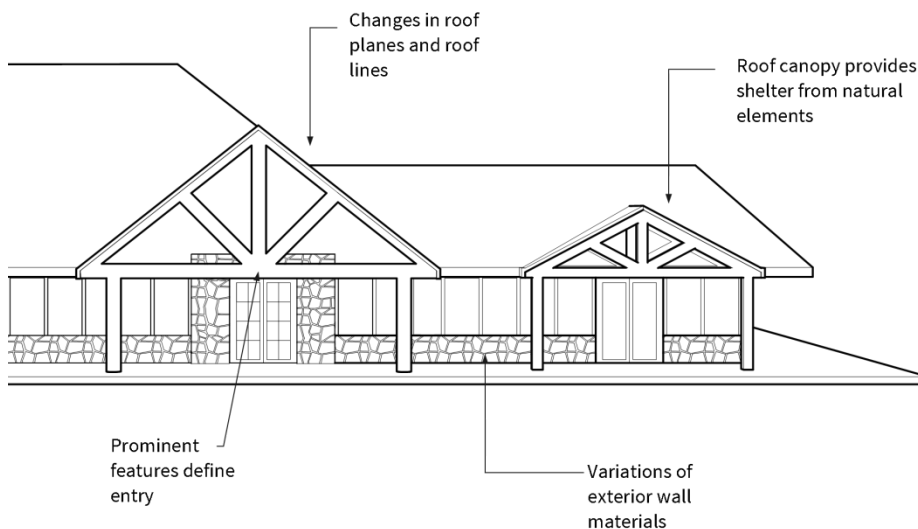 Changes in roof
planes and roof
lines
Roof canopy provides
shelter from natural
elements
Prominent
features define
entry
Variations of
exterior wall
materials